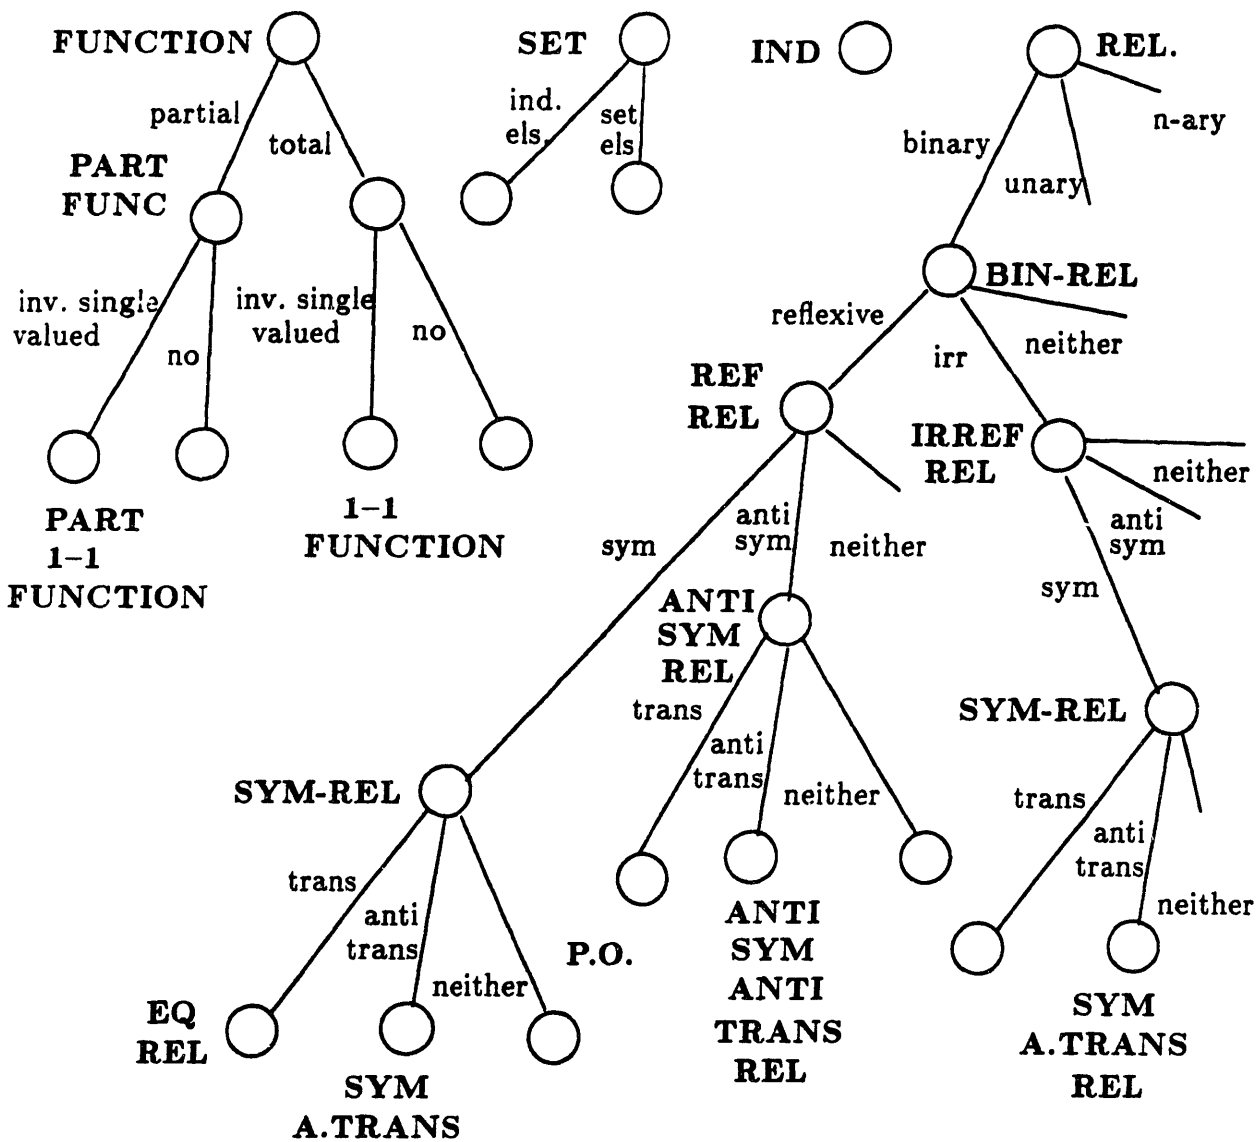 FUNCTION
SET
IND
REL.
partial
total
ind.
els.
set
els
n-ary
binary
unary
PART
FUNC
BIN-REL
inv. single
valued
no
inv. single
valued
no
reflexive
irr
neither
REF
REL
IRREF
REL
neither
anti
sym
sym
PART
1-1
FUNCTION
1-1
FUNCTION
sym
anti
sym
neither
ANTI
SYM
REL
trans
anti
trans
neither
SYM-REL
trans
anti
trans
neither
SYM-REL
trans
anti
trans
neither
EQ
REL
SYM
A.TRANS
P.O.
ANTI
SYM
ANTI
TRANS
REL
SYM
A.TRANS
REL